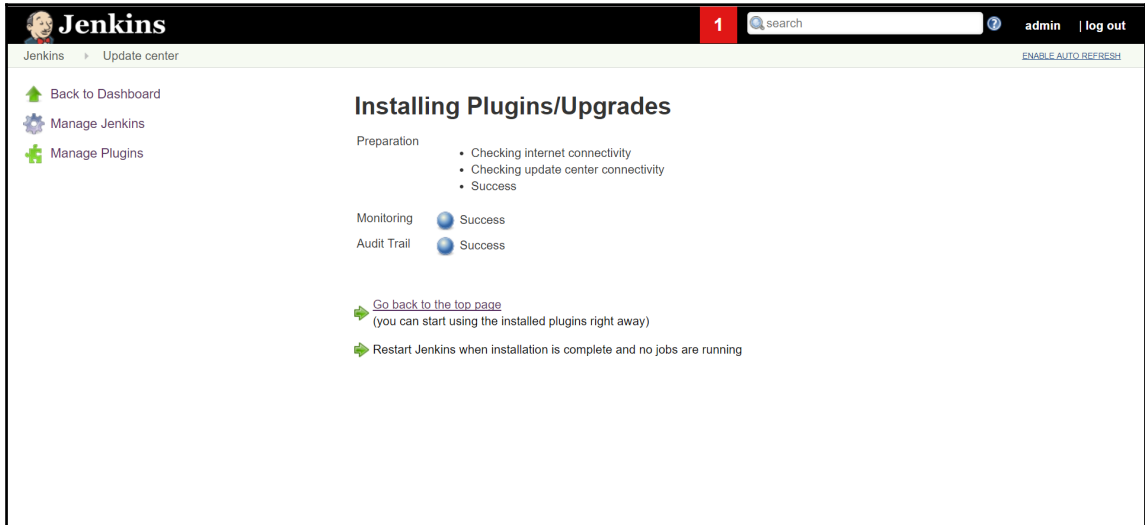 Jenkins
1
search
?
admin
| log out
Jenkins
Update center
ENABLE AUTO REFRESH
Back to Dashboard
Manage Jenkins
Manage Plugins
Installing Plugins/Upgrades
Preparation
• Checking internet connectivity
• Checking update center connectivity
• Success
Monitoring
Success
Audit Trail
Success
Go back to the top page
(you can start using the installed plugins right away)
Restart Jenkins when installation is complete and no jobs are running